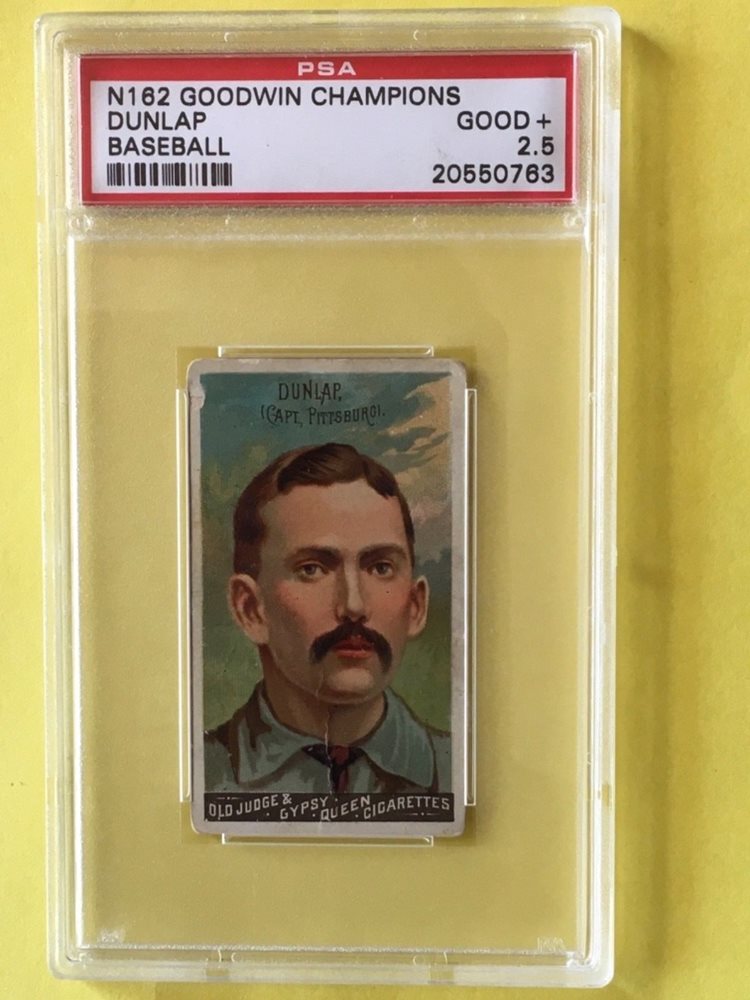 PSA
N162 GOODWIN CHAMPIONS
DUNLAP GOOD +
BASEBALL 2.5
20550763
DUNLAP,
(CAPT., PITTSBURG).
OLD JUDGE & GYPSY QUEEN CIGARETTES